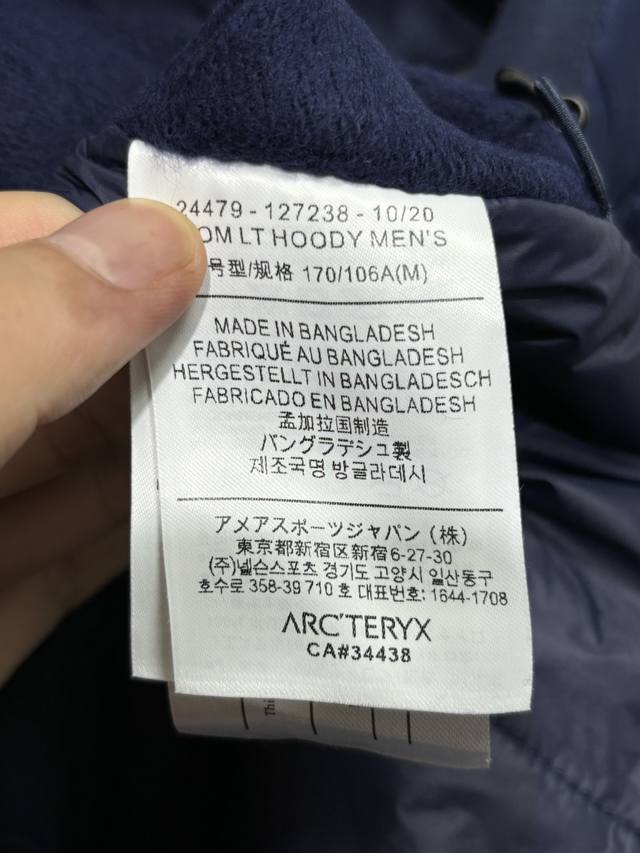 24479 - 127238 - 10/20
LT HOODY MEN'S
号型/规格 170/106A(M)
MADE IN BANGLADESH
FABRIQUÉ AU BANGLADESH
HERGESTELLT IN BANGLADESCH
FABRICADO EN BANGLADESH
孟加拉国制造
バングラデシュ製
제조국명 방글라데시
アメアスポーツジャパン (株)
東京都新宿区新宿6-27-30
(주)넬슨스포츠 경기도 고양시 일산동구
호수로 358-39 710 호 대표번호: 1644-1708
ARC'TERYX
CA#34438